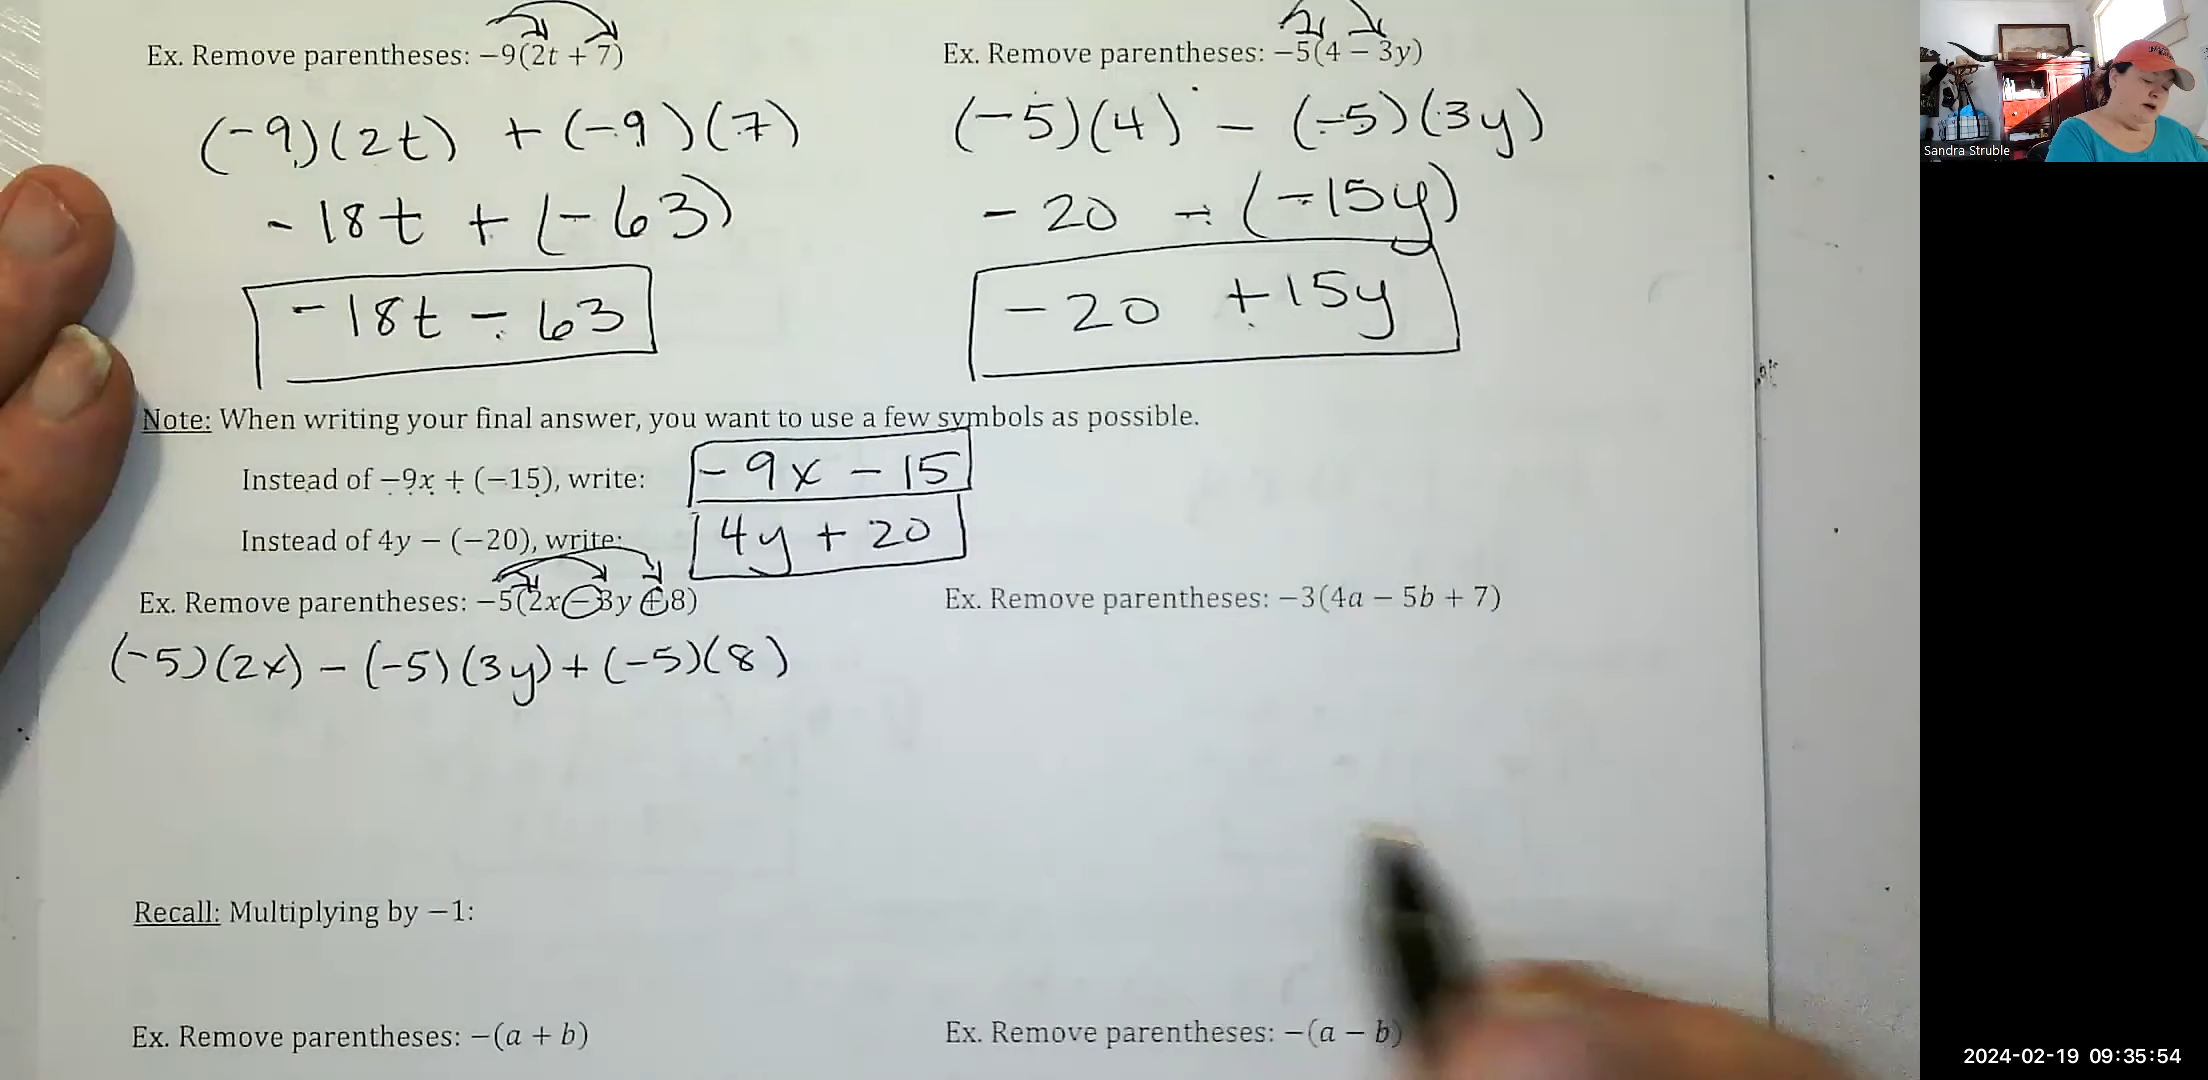 Ex. Remove parentheses: −9(2t + 7)
(-9)(2t) + (-9)(7)
-18t + (-63)
-18t - 63
Ex. Remove parentheses: −5(4 − 3y)
(-5)(4) - (-5)(3y)
-20 - (-15y)
-20 +15y
Note: When writing your final answer, you want to use a few symbols as possible.
Instead of −9x + (−15), write: -9x - 15
Instead of 4y − (−20), write: 4y + 20
Ex. Remove parentheses: −5(2x − 3y + 8)
(-5)(2x) - (-5)(3y) + (-5)(8)
Ex. Remove parentheses: −3(4a − 5b + 7)
Recall: Multiplying by −1:
Ex. Remove parentheses: −(a + b)
Ex. Remove parentheses: −(a − b)
Sandra Struble
2024-02-19 09:35:54